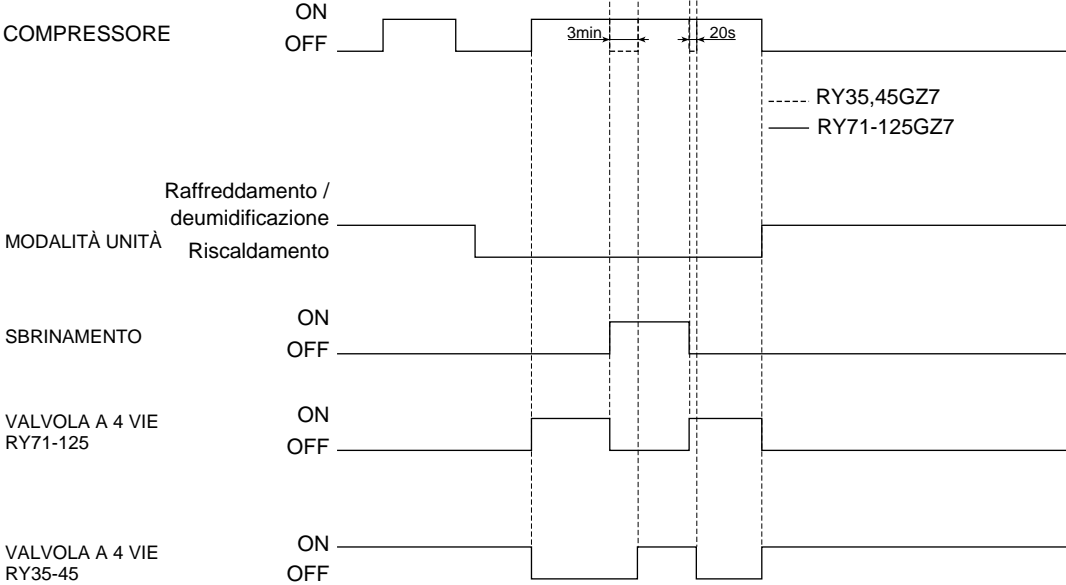 ON
COMPRESSORE
OFF
3min
20s
RY35,45GZ7
RY71-125GZ7
Raffreddamento /
deumidificazione
MODALITÀ UNITÀ
Riscaldamento
ON
SBRINAMENTO
OFF
ON
VALVOLA A 4 VIE
RY71-125
OFF
ON
VALVOLA A 4 VIE
RY35-45
OFF